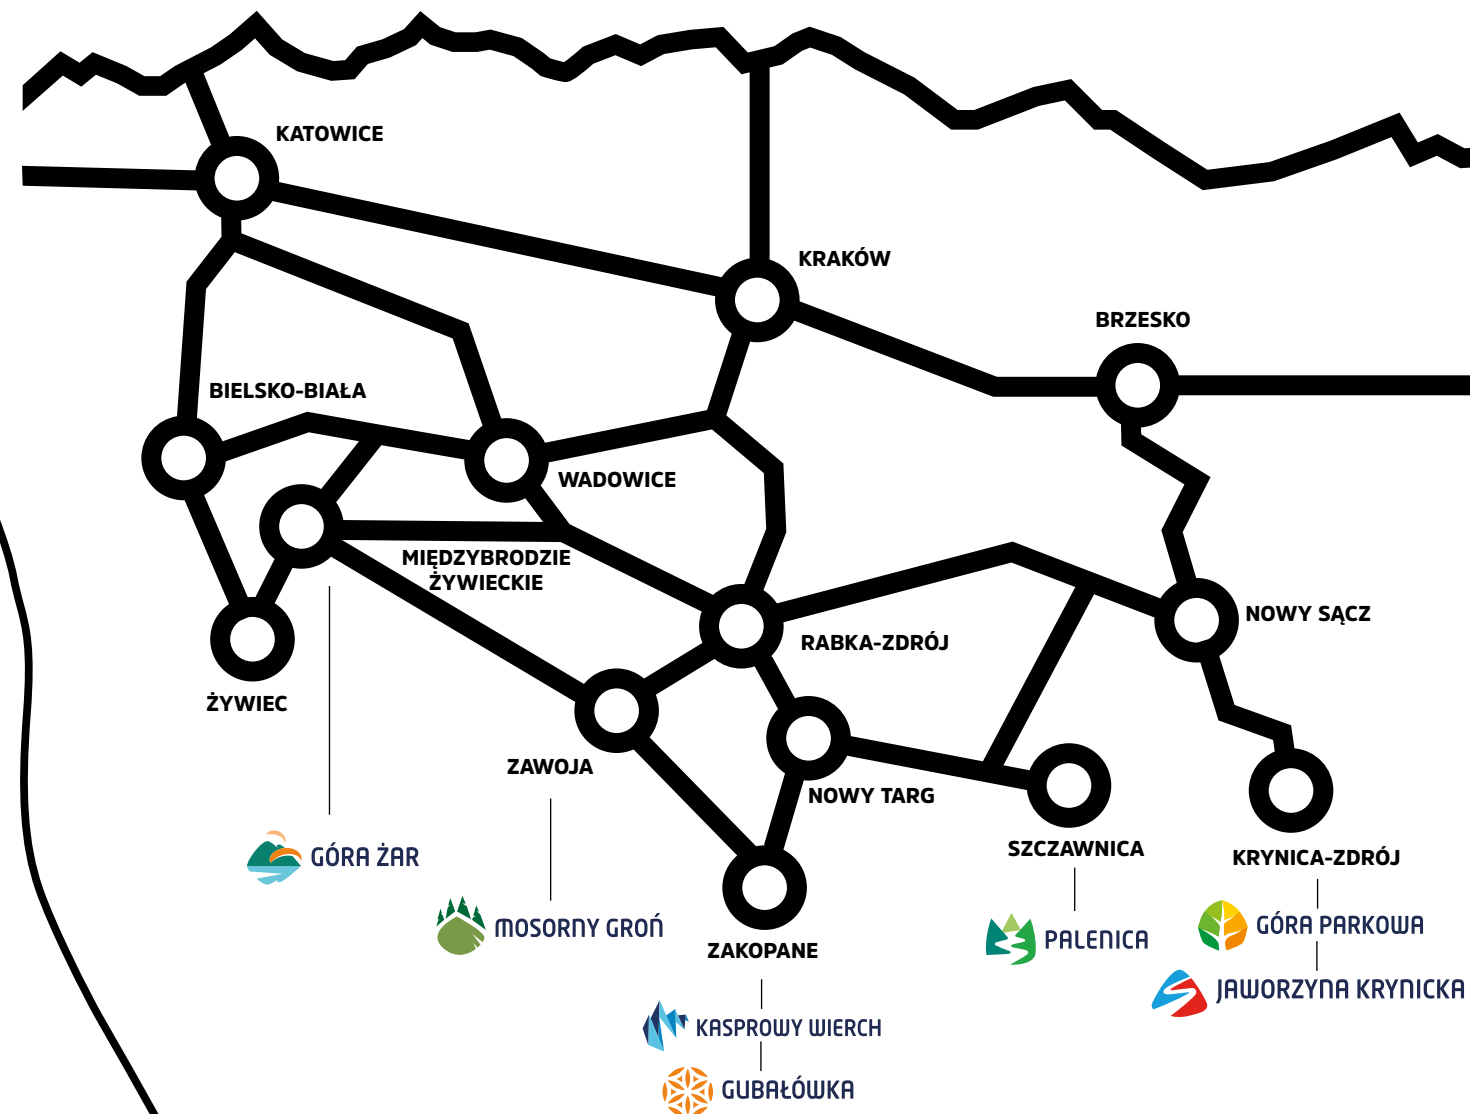 KATOWICE
KRAKÓW
BRZESKO
BIELSKO-BIAŁA
WADOWICE
MIĘDZYBRODZIE
ŻYWIECKIE
NOWY SĄCZ
RABKA-ZDRÓJ
ŻYWIEC
ZAWOJA
NOWY TARG
SZCZAWNICA
KRYNICA-ZDRÓJ
GÓRA ŻAR
MOSORNY GROŃ
ZAKOPANE
PALENICA
GÓRA PARKOWA
JAWORZYNA KRYNICKA
KASPROWY WIERCH
GUBAŁÓWKA